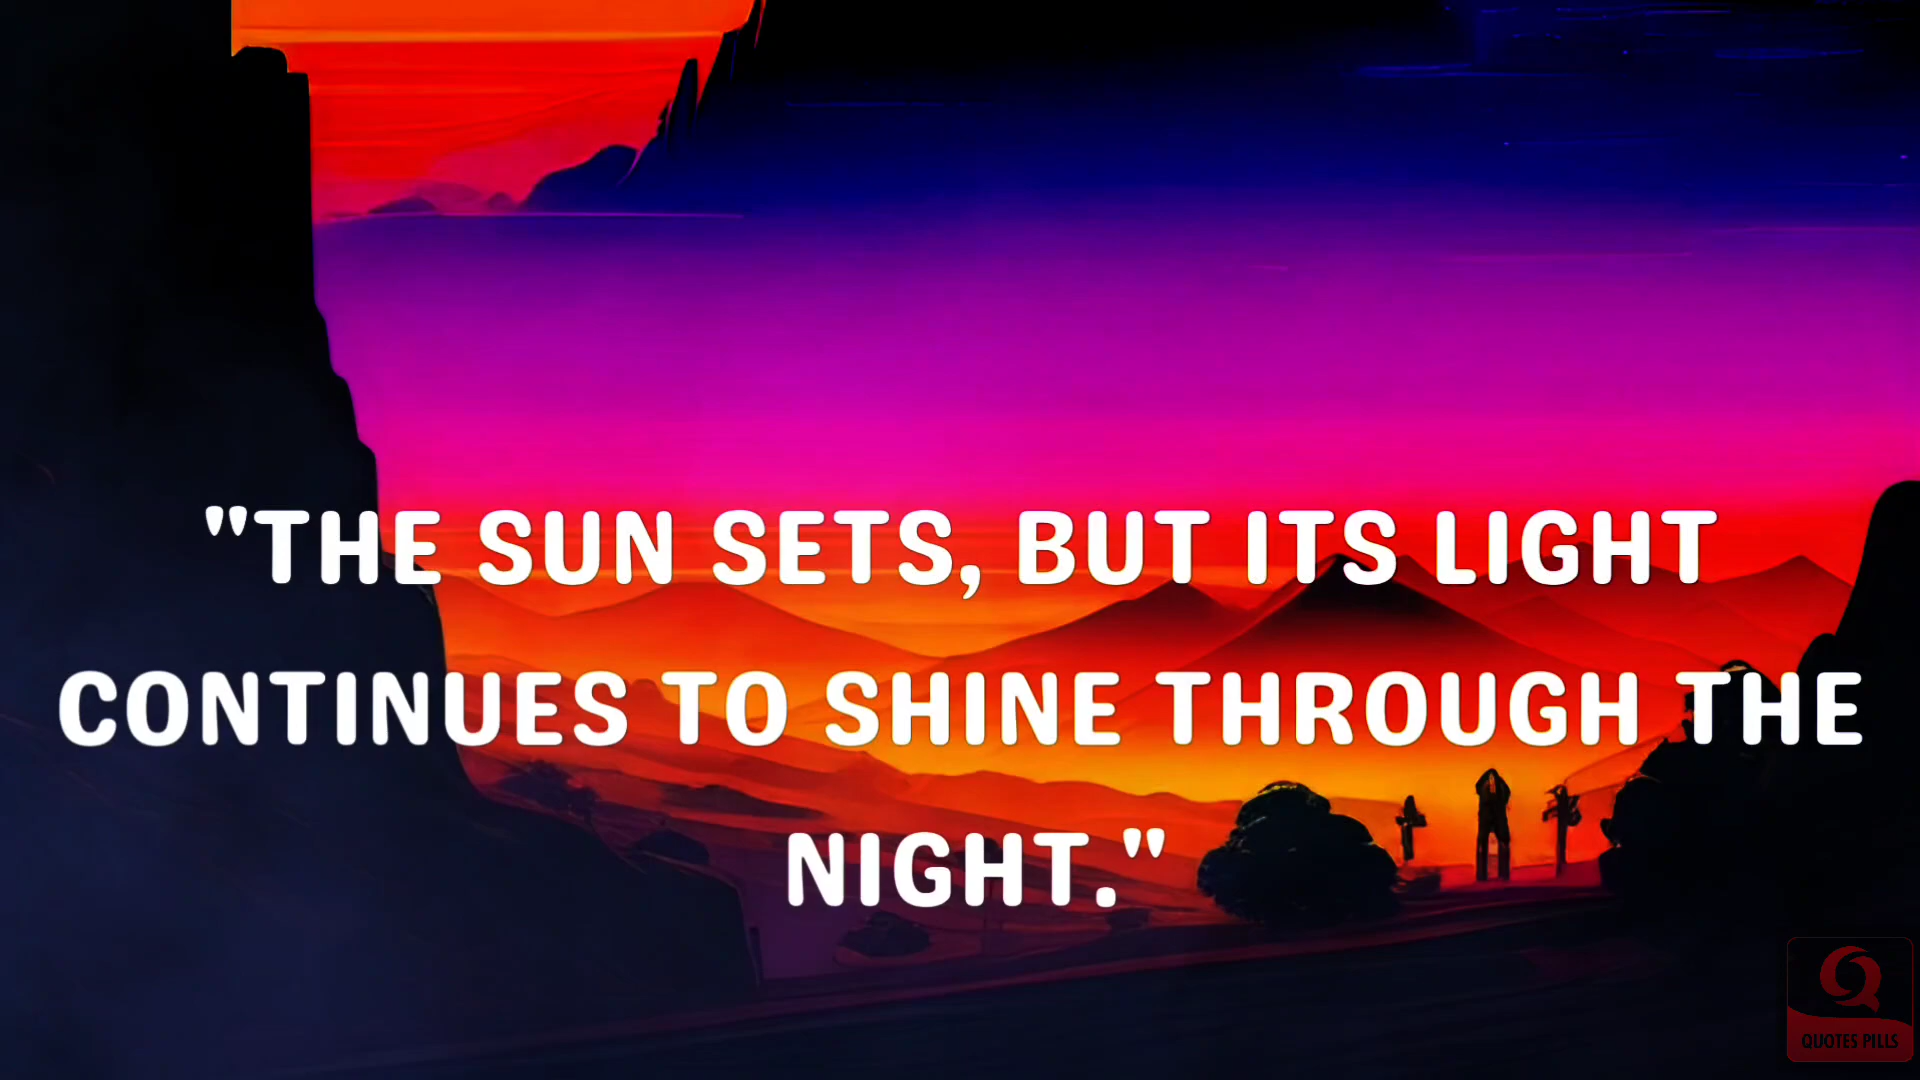 "THE SUN SETS, BUT ITS LIGHT
CONTINUES TO SHINE THROUGH THE
NIGHT."
QUOTES PILLS